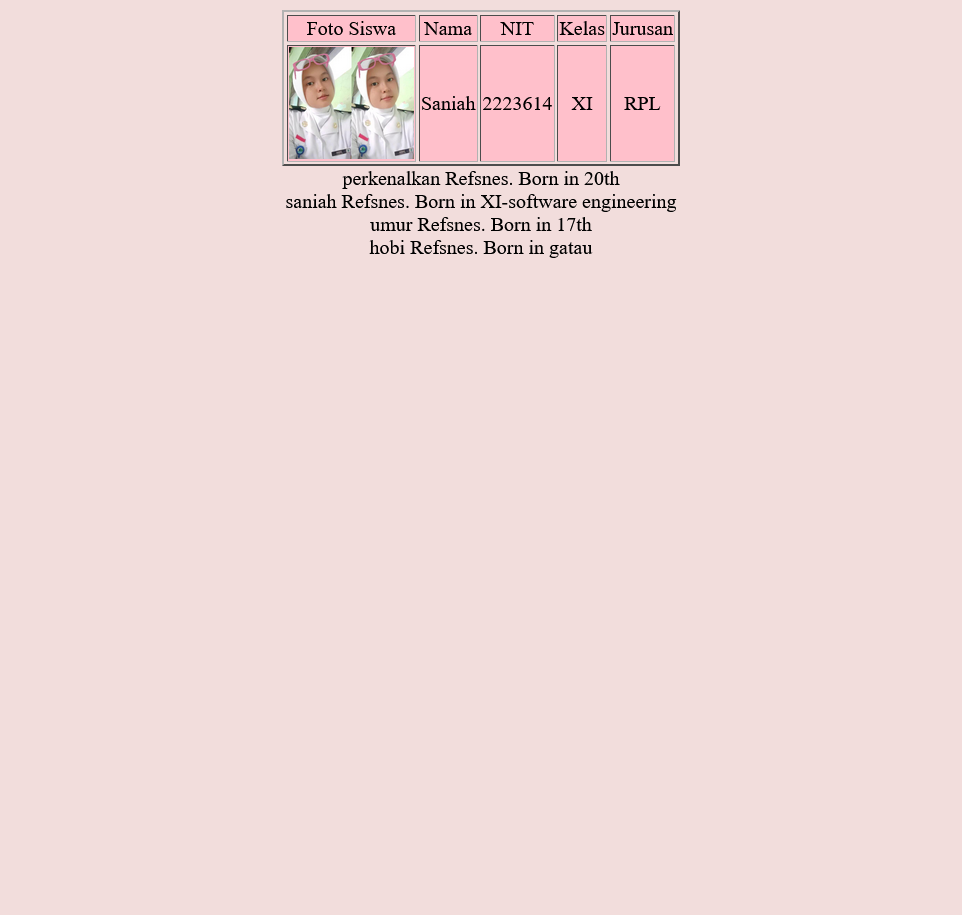 Foto Siswa Nama NIT Kelas Jurusan
Saniah 2223614 XI RPL
perkenalkan Refsnes. Born in 20th
saniah Refsnes. Born in XI-software engineering
umur Refsnes. Born in 17th
hobi Refsnes. Born in gatau